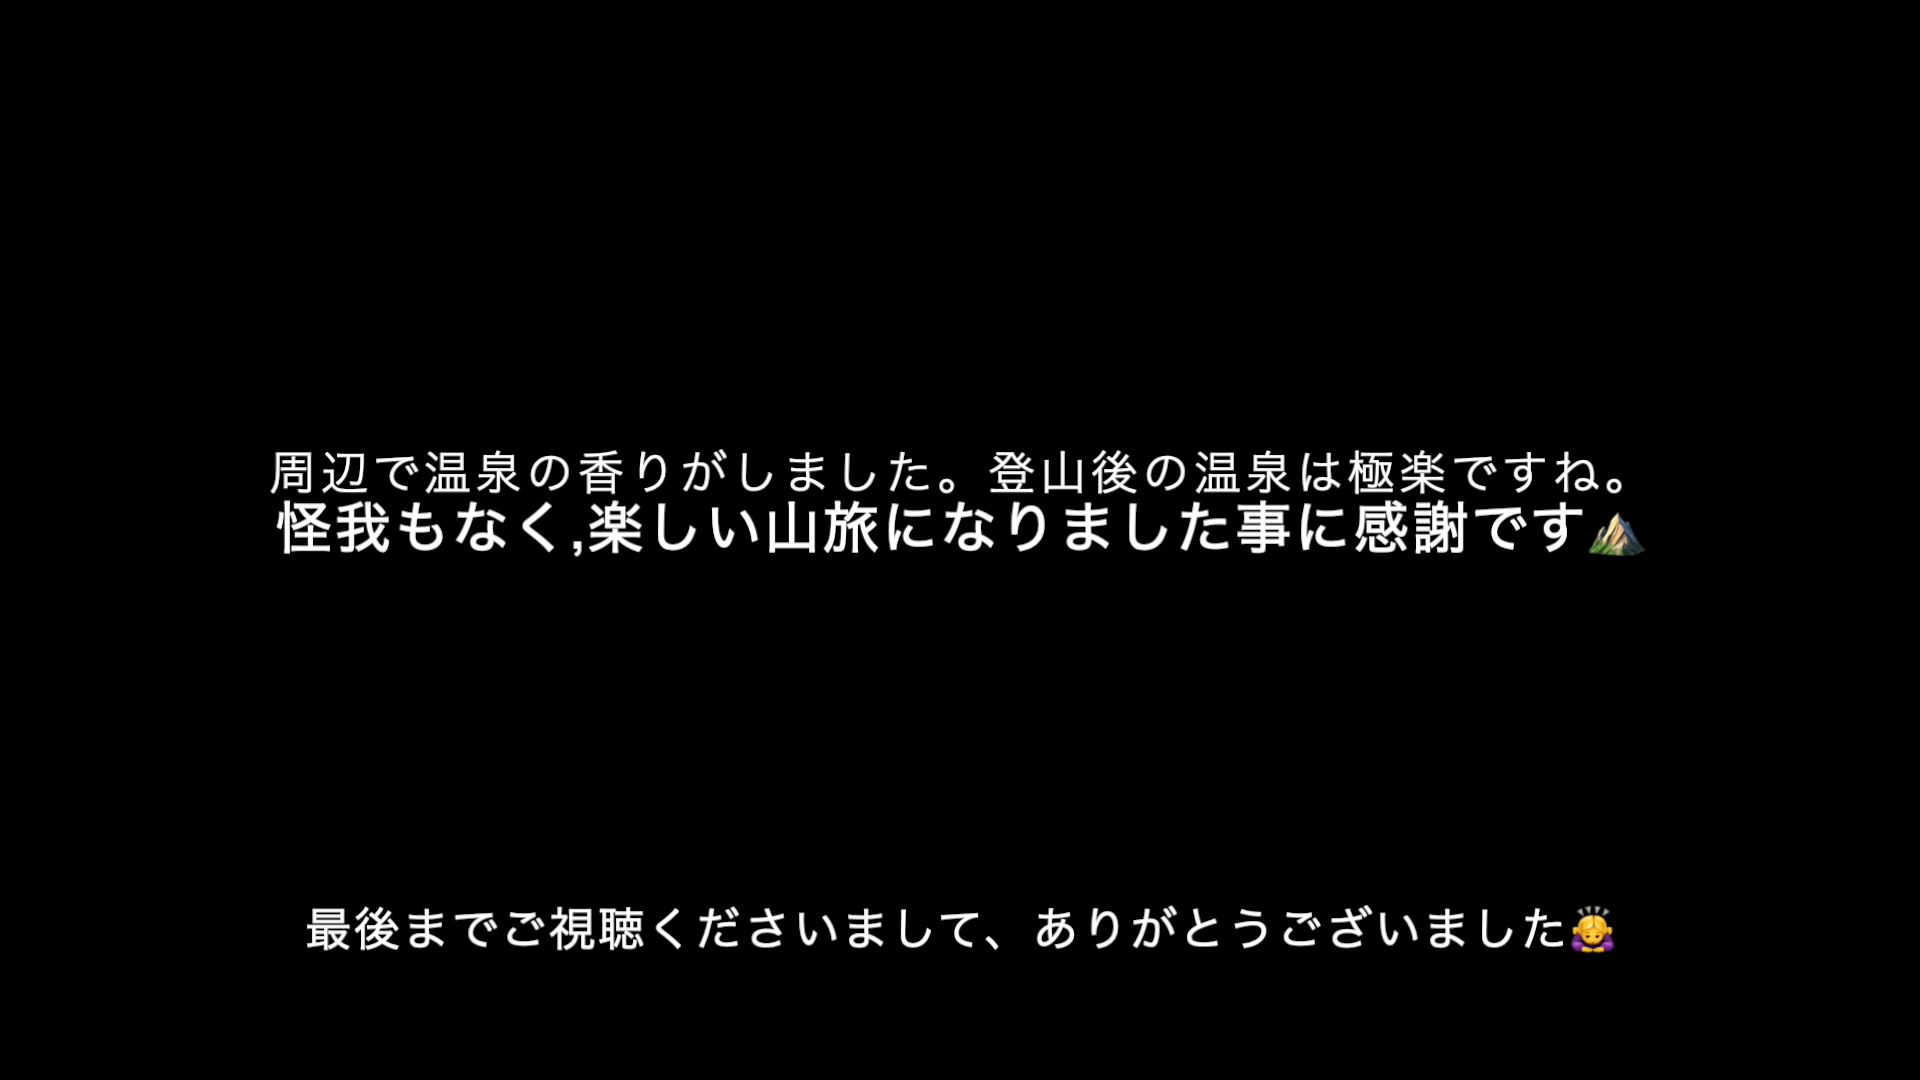 周辺で温泉の香りがしました。登山後の温泉は極楽ですね。
怪我もなく,楽しい山旅になりました事に感謝です⛰️
最後までご視聴くださいまして、ありがとうございました🙇‍♀️